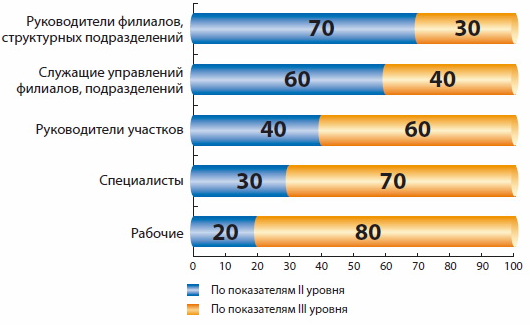 Руководители филиалов,
структурных подразделений
70 30
Служащие управлений
филиалов, подразделений
60 40
Руководители участков
40 60
Специалисты
30 70
Рабочие
20 80
0 10 20 30 40 50 60 70 80 90 100
По показателям II уровня
По показателям III уровня